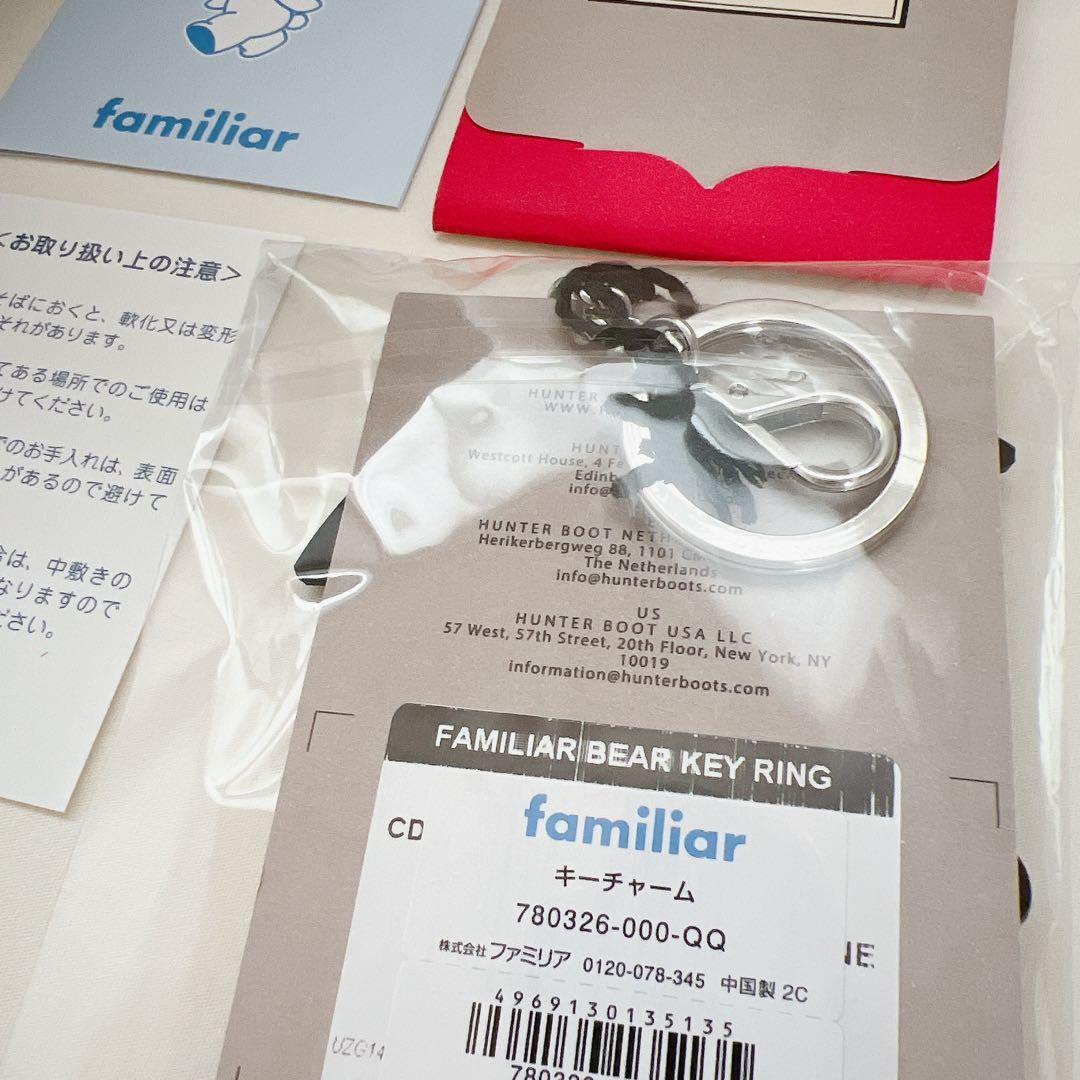 familiar
<お取り扱い上の注意>
そばにおくと、軟化又は変形
それがあります。
てある場所でのご使用は
けてください。
でのお手入れは、表面
があるので避けて
合は、中敷きの
なりますので
ださい。
HUNTER
WWW.
HUNT
Westcott House, 4 Fe
Edinb
info@
HUNTER BOOT NETH
Herikerbergweg 88, 1101 CM
The Netherlands
info@hunterboots.com
US
HUNTER BOOT USA LLC
57 West, 57th Street, 20th Floor, New York, NY
10019
information@hunterboots.com
FAMILIAR BEAR KEY RING
familiar
CD
キーチャーム
780326-000-QQ
NE
株式会社ファミリア 0120-078-345 中国製 2C
4969130135135
UZG14